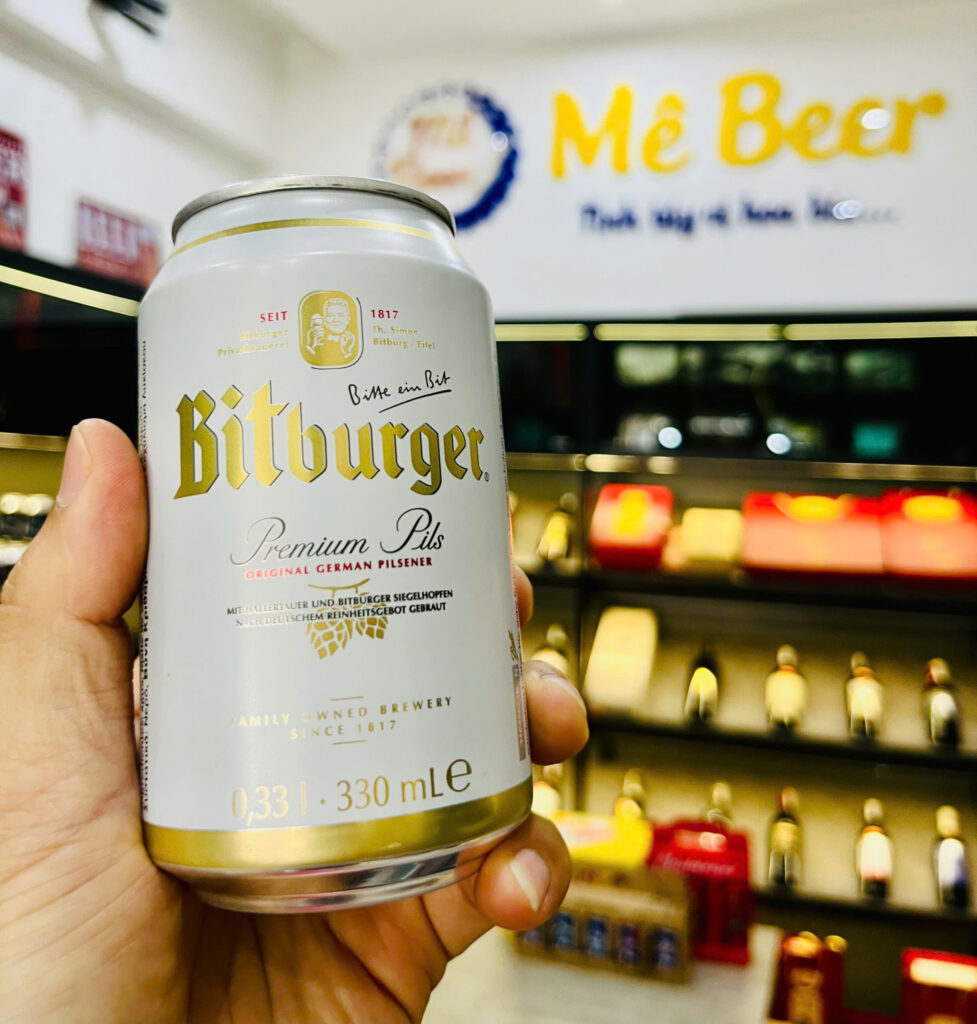 Mê Beer
SEIT 1817
Bitburger Th. Simon
Privatbrauerei Bitburg / Eifel
Bitte ein Bit
Bitburger
Premium Pils
ORIGINAL GERMAN PILSENER
MIT HALLERTAUER UND BITBURGER SIEGELHOPFEN
NACH DEUTSCHEM REINHEITSGEBOT GEBRAUT
FAMILY OWNED BREWERY
SINCE 1817
0,33 l · 330 mL e